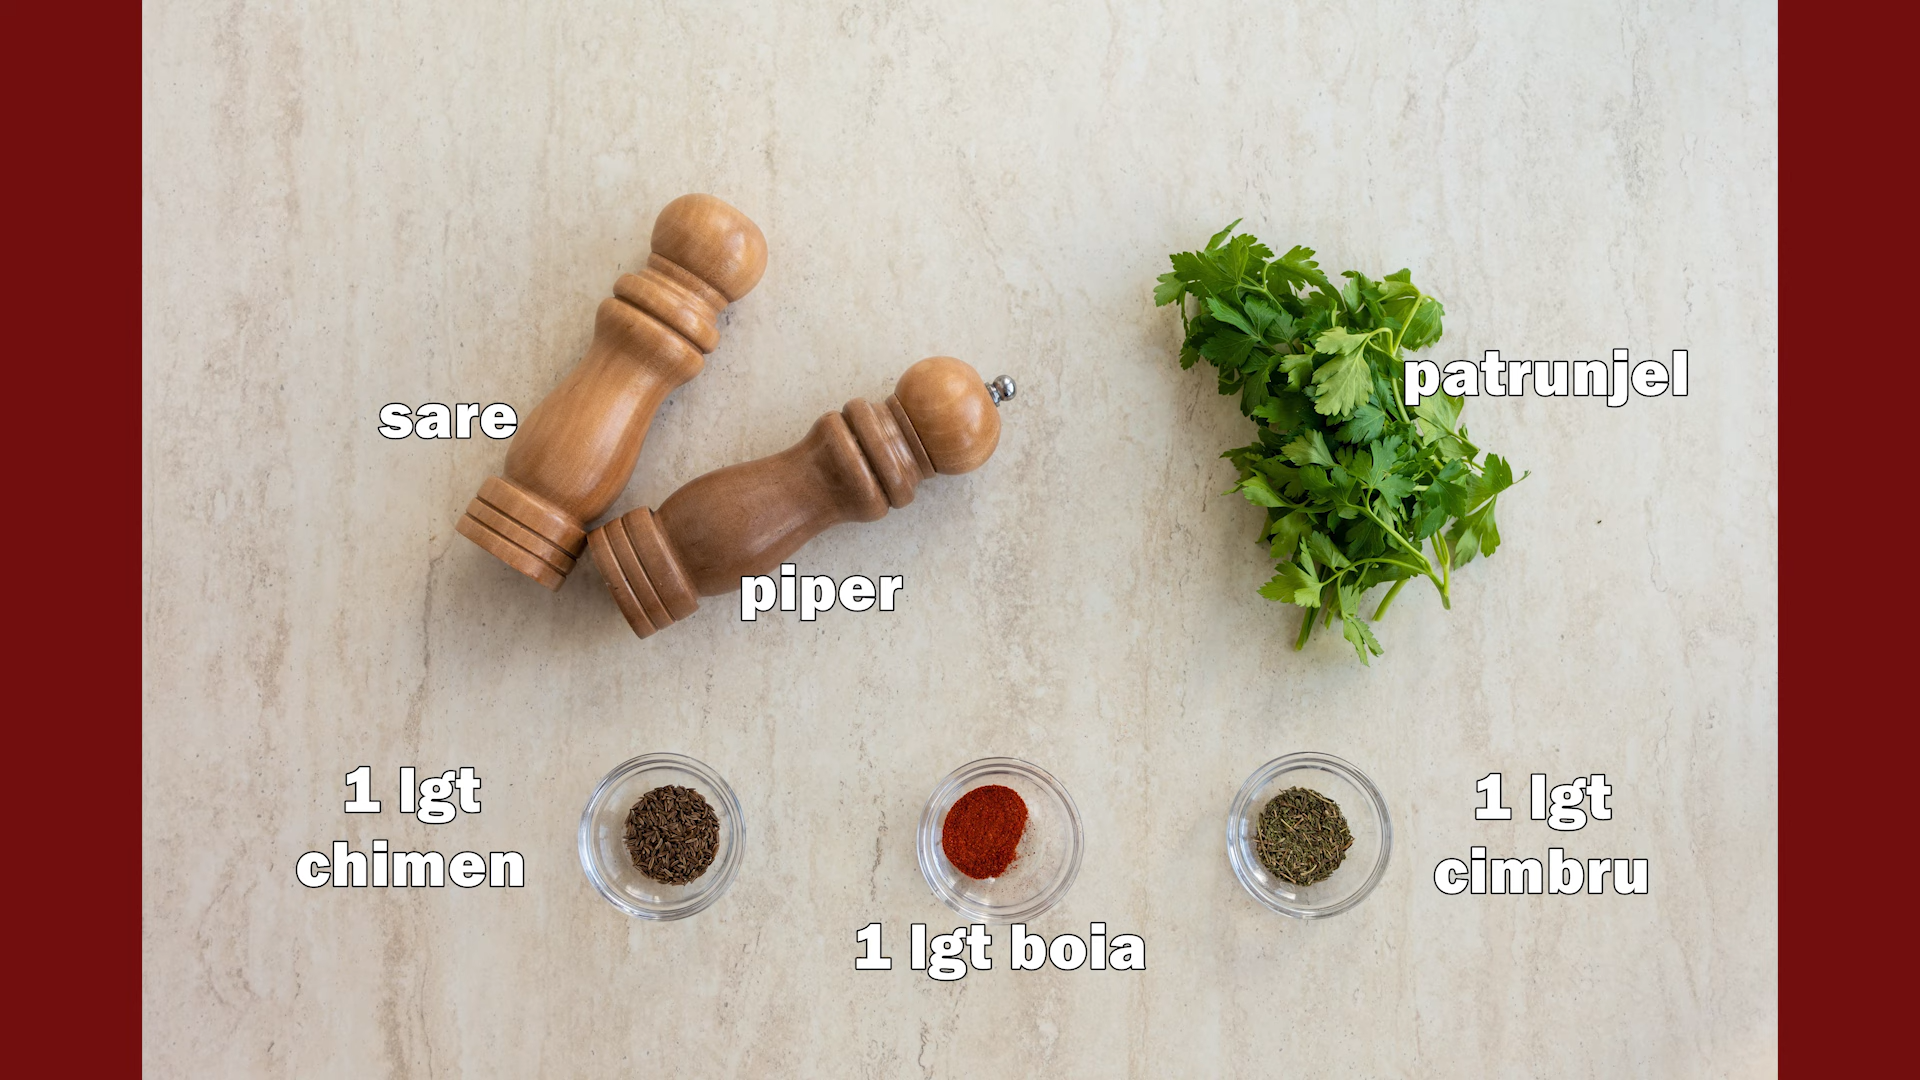 sare
piper
patrunjel
1 lgt
chimen
1 lgt boia
1 lgt
cimbru